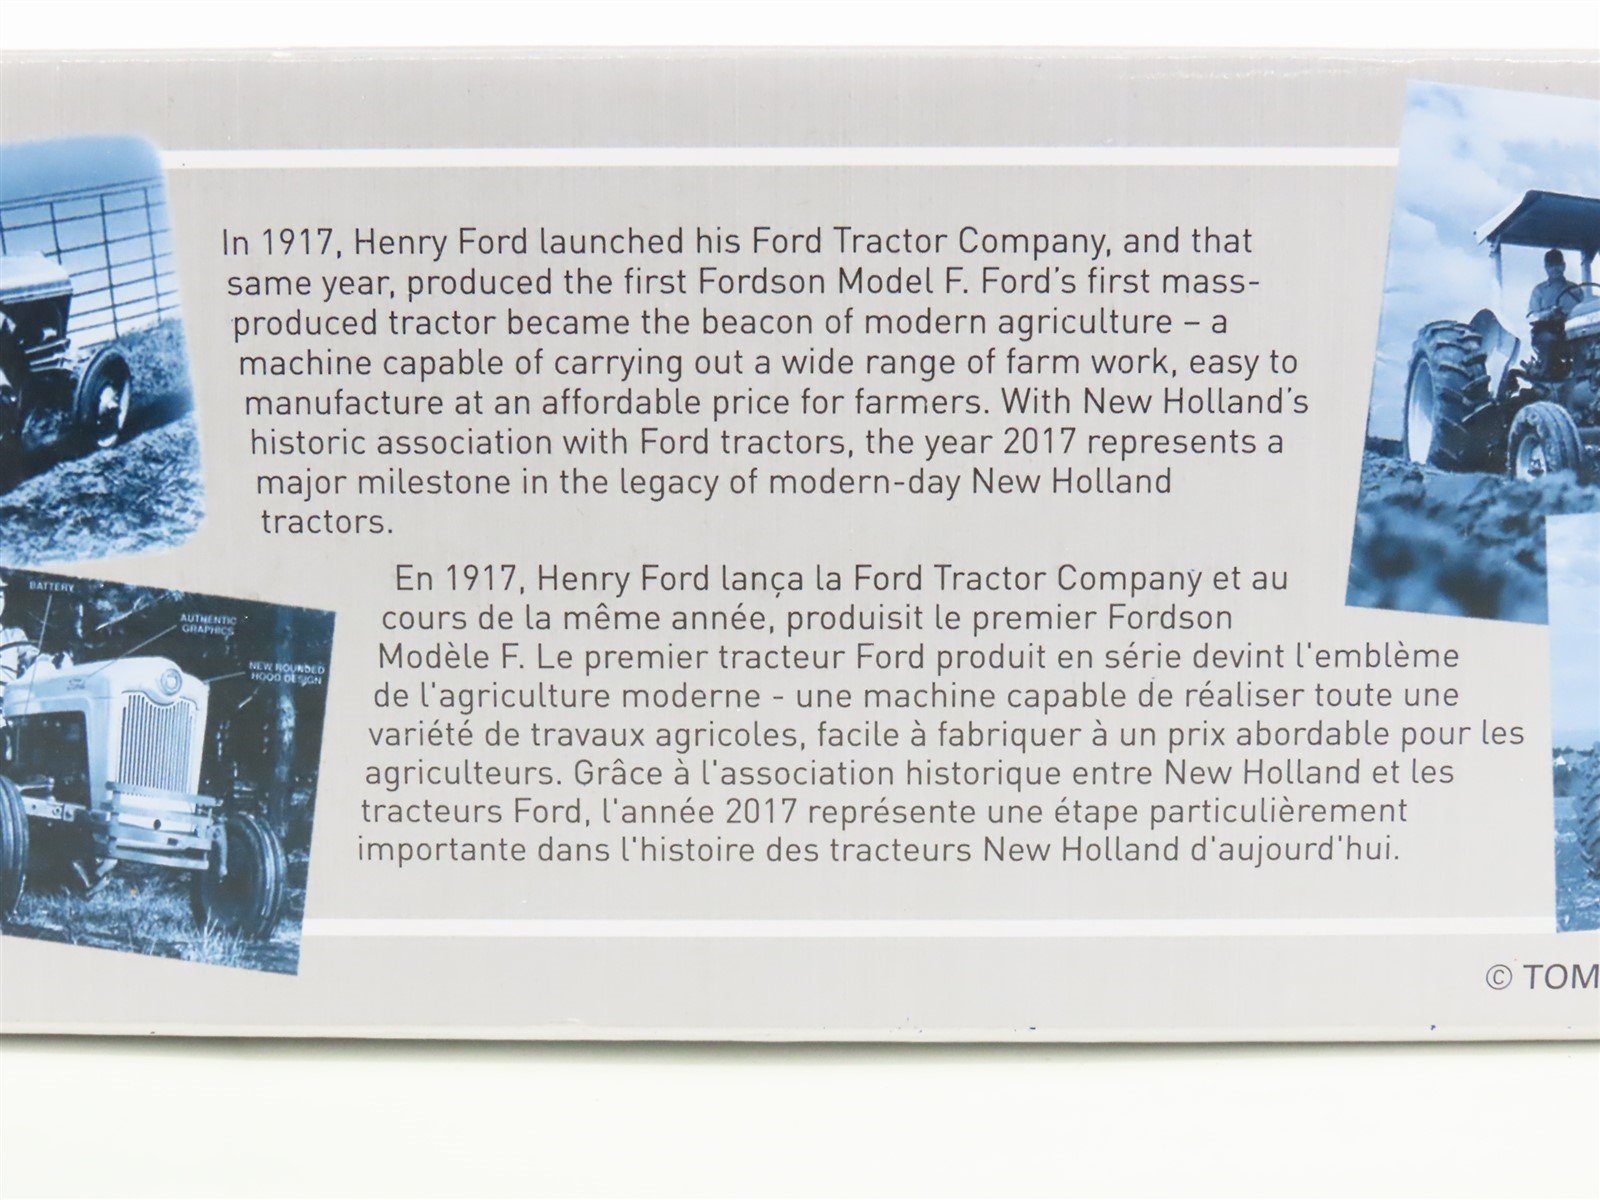 In 1917, Henry Ford launched his Ford Tractor Company, and that
same year, produced the first Fordson Model F. Ford's first mass-
produced tractor became the beacon of modern agriculture – a
machine capable of carrying out a wide range of farm work, easy to
manufacture at an affordable price for farmers. With New Holland's
historic association with Ford tractors, the year 2017 represents a
major milestone in the legacy of modern-day New Holland
tractors.
En 1917, Henry Ford lança la Ford Tractor Company et au
cours de la même année, produisit le premier Fordson
Modèle F. Le premier tracteur Ford produit en série devint l'emblème
de l'agriculture moderne - une machine capable de réaliser toute une
variété de travaux agricoles, facile à fabriquer à un prix abordable pour les
agriculteurs. Grâce à l'association historique entre New Holland et les
tracteurs Ford, l'année 2017 représente une étape particulièrement
importante dans l'histoire des tracteurs New Holland d'aujourd'hui.
BATTERY
AUTHENTIC
GRAPHICS
NEW ROUNDED
HOOD DESIGN
© TOM